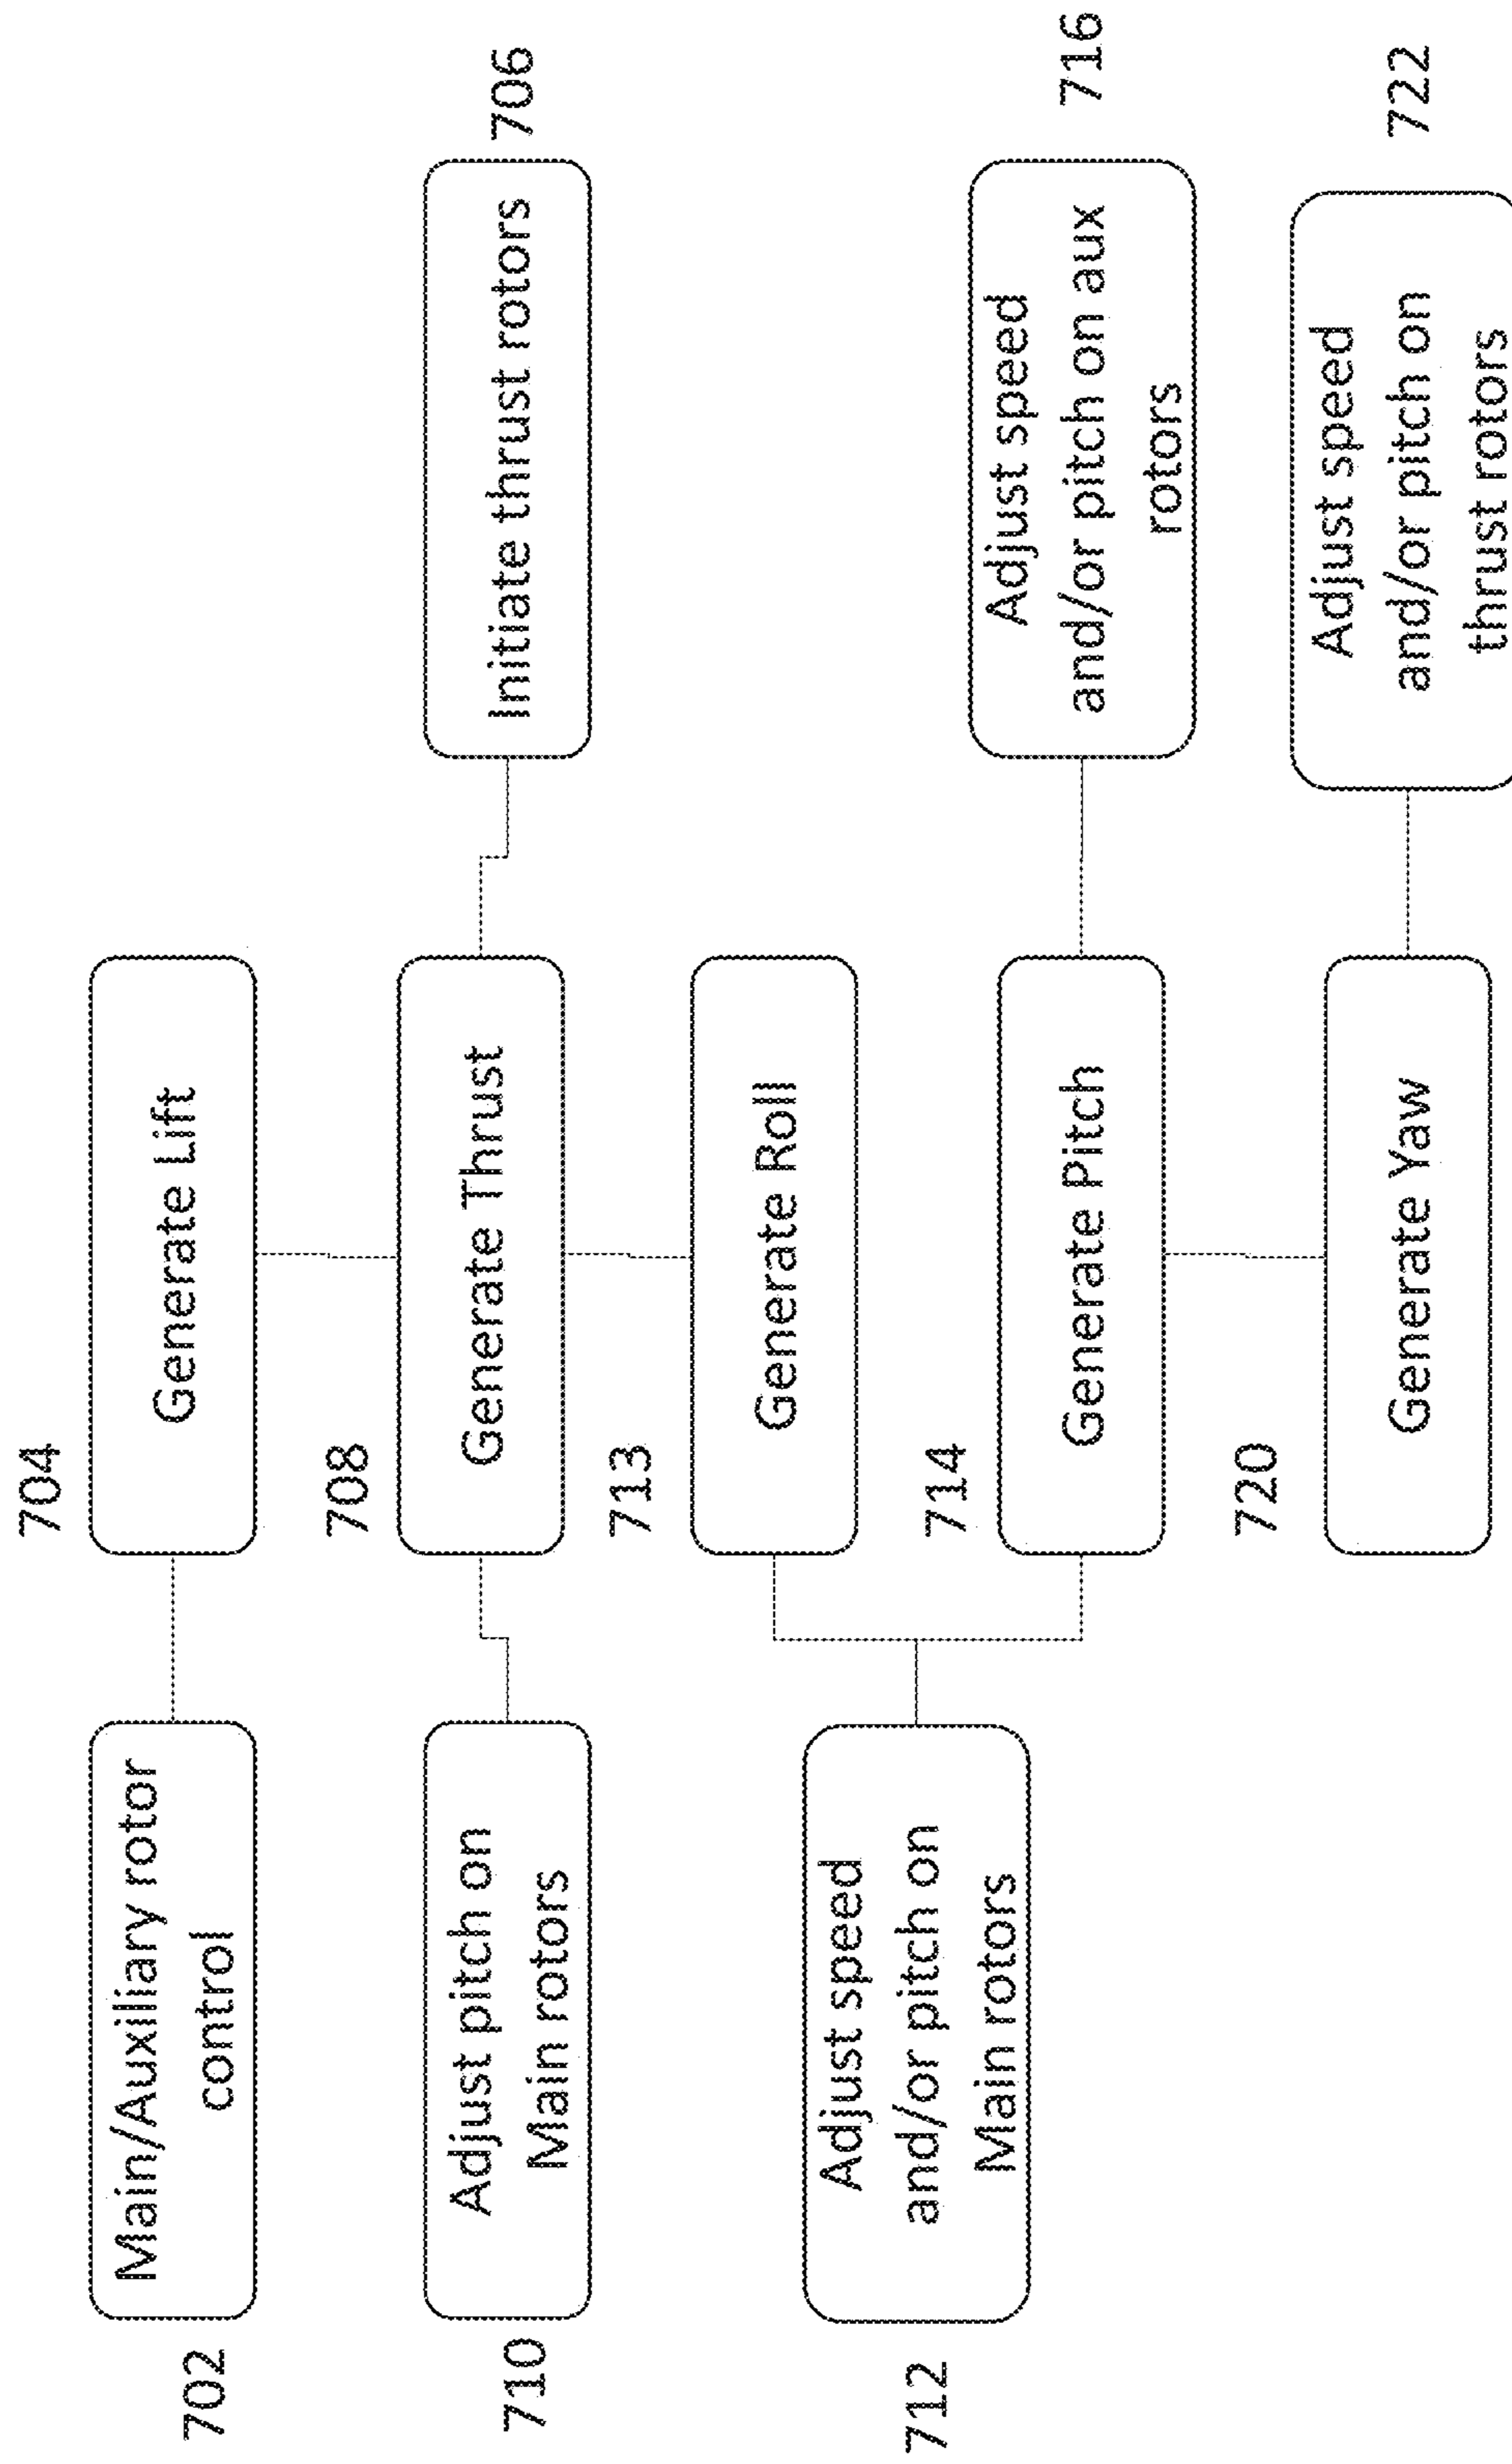 704
Main/Auxiliary rotor
control
Generate Lift
702
708
706
Adjust pitch on
Main rotors
Generate Thrust
Initiate thrust rotors
710
713
Generate Roll
Adjust speed
and/or pitch on
Main rotors
712
714
716
Generate Pitch
Adjust speed
and/or pitch on aux
rotors
720
722
Generate Yaw
Adjust speed
and/or pitch on
thrust rotors